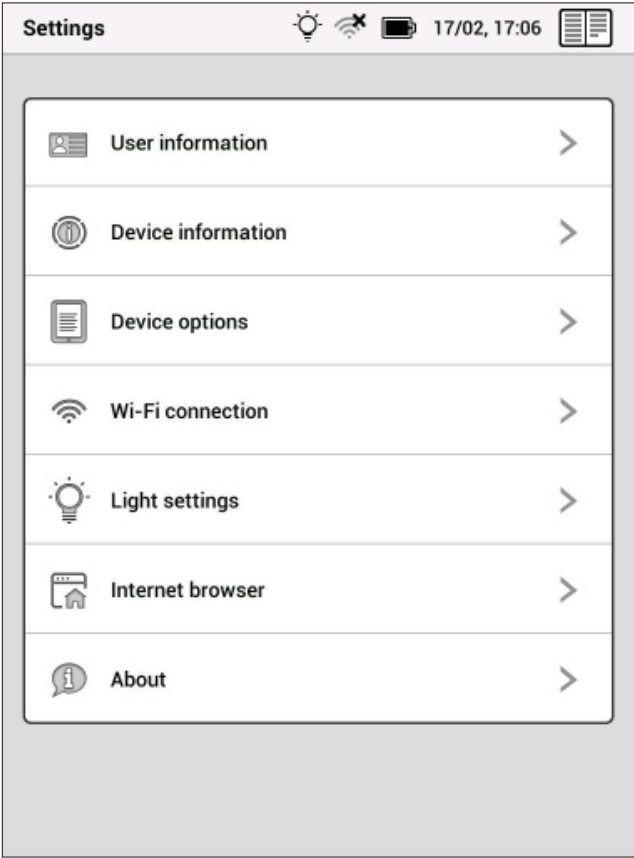 Settings
17/02, 17:06
User information
Device information
Device options
Wi-Fi connection
Light settings
Internet browser
About